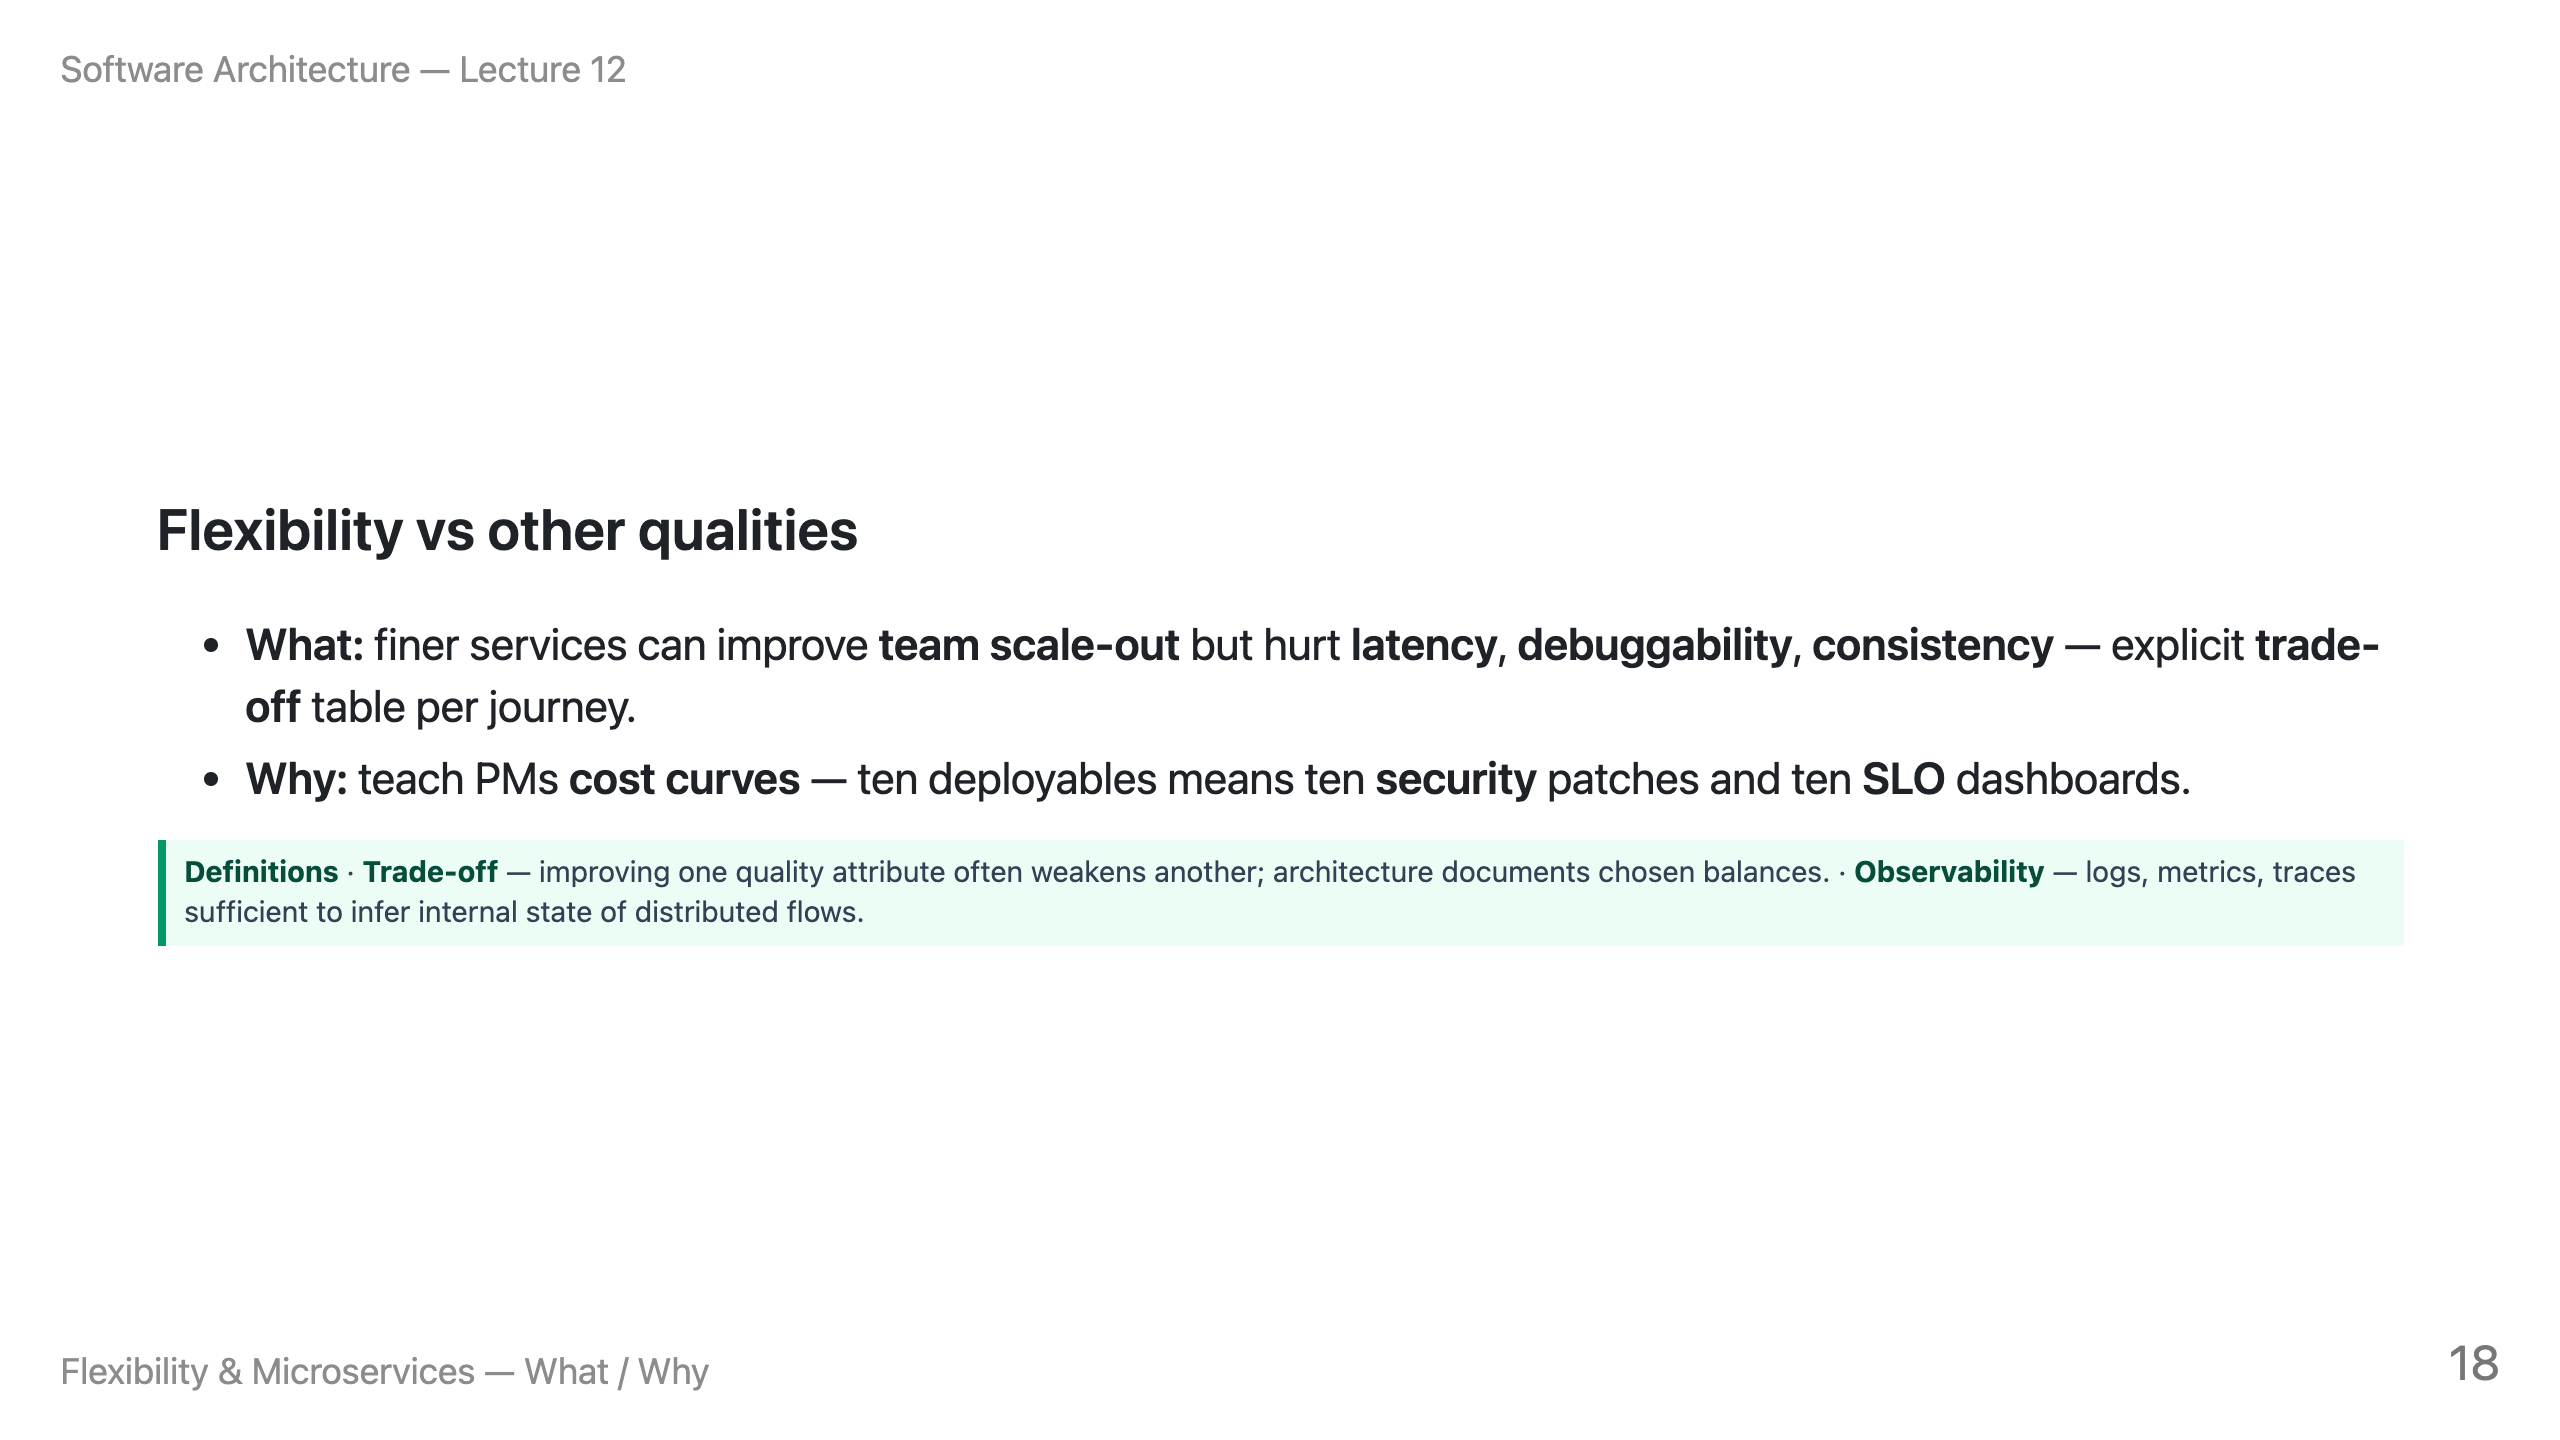 Software Architecture — Lecture 12
Flexibility vs other qualities
• What: finer services can improve team scale-out but hurt latency, debuggability, consistency — explicit trade-
off table per journey.
• Why: teach PMs cost curves — ten deployables means ten security patches and ten SLO dashboards.
Definitions · Trade-off — improving one quality attribute often weakens another; architecture documents chosen balances. · Observability — logs, metrics, traces
sufficient to infer internal state of distributed flows.
Flexibility & Microservices — What / Why
18